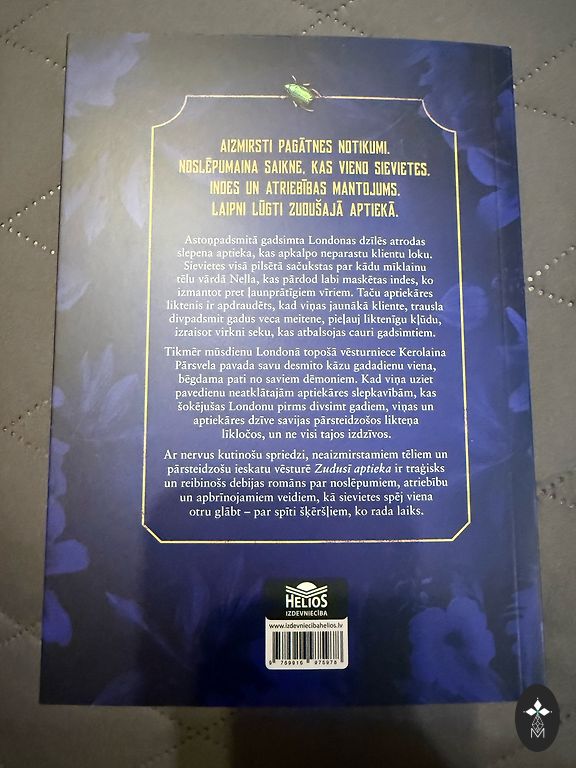 AIZMIRSTI PAGĀTNES NOTIKUMI.
NOSLĒPUMAINA SAIKNE, KAS VIENO SIEVIETES.
INDES UN ATRIEBĪBAS MANTOJUMS.
LAIPNI LŪGTI ZUDUŠAJĀ APTIEKĀ.
Astoņpadsmitā gadsimta Londonas dzīlēs atrodas
slepena aptieka, kas apkalpo neparastu klientu loku.
Sievietes visā pilsētā sačukstas par kādu mīklainu
tēlu vārdā Nella, kas pārdod labi masķētas indes, ko
izmantot pret ļaunprātīgiem vīriem. Taču aptiekāres
liktenis ir apdraudēts, kad viņas jaunākā kliente, trausla
divpadsmit gadus veca meitene, pieļauj liktenīgu kļūdu,
izraisot virkni seku, kas atbalsojas cauri gadsimtiem.
Tikmēr mūsdienu Londonā topošā vēsturniece Kerolaina
Pārsvela pavada savu desmito kāzu gadadienu viena,
bēgdama pati no saviem dēmoniem. Kad viņa uziet
pavedienu neatklātajām aptiekāres slepkavībām, kas
šokējušas Londonu pirms divsimt gadiem, viņas un
aptiekāres dzīve savijas pārsteidzošos likteņa
līkločos, un ne visi tajos izdzīvos.
Ar nervus kutinošu spriedzi, neaizmirstamiem tēliem un
pārsteidzošu ieskatu vēsturē Zudusī aptieka ir traģisks
un reibinošs debijas romāns par noslēpumiem, atriebību
un apbrīnojamiem veidiem, kā sievietes spēj viena
otru glābt – par spīti šķēršļiem, ko rada laiks.
HELIOS
IZDEVNIECĪBA
www.izdevniecibahelios.lv
9 789916 976978
M